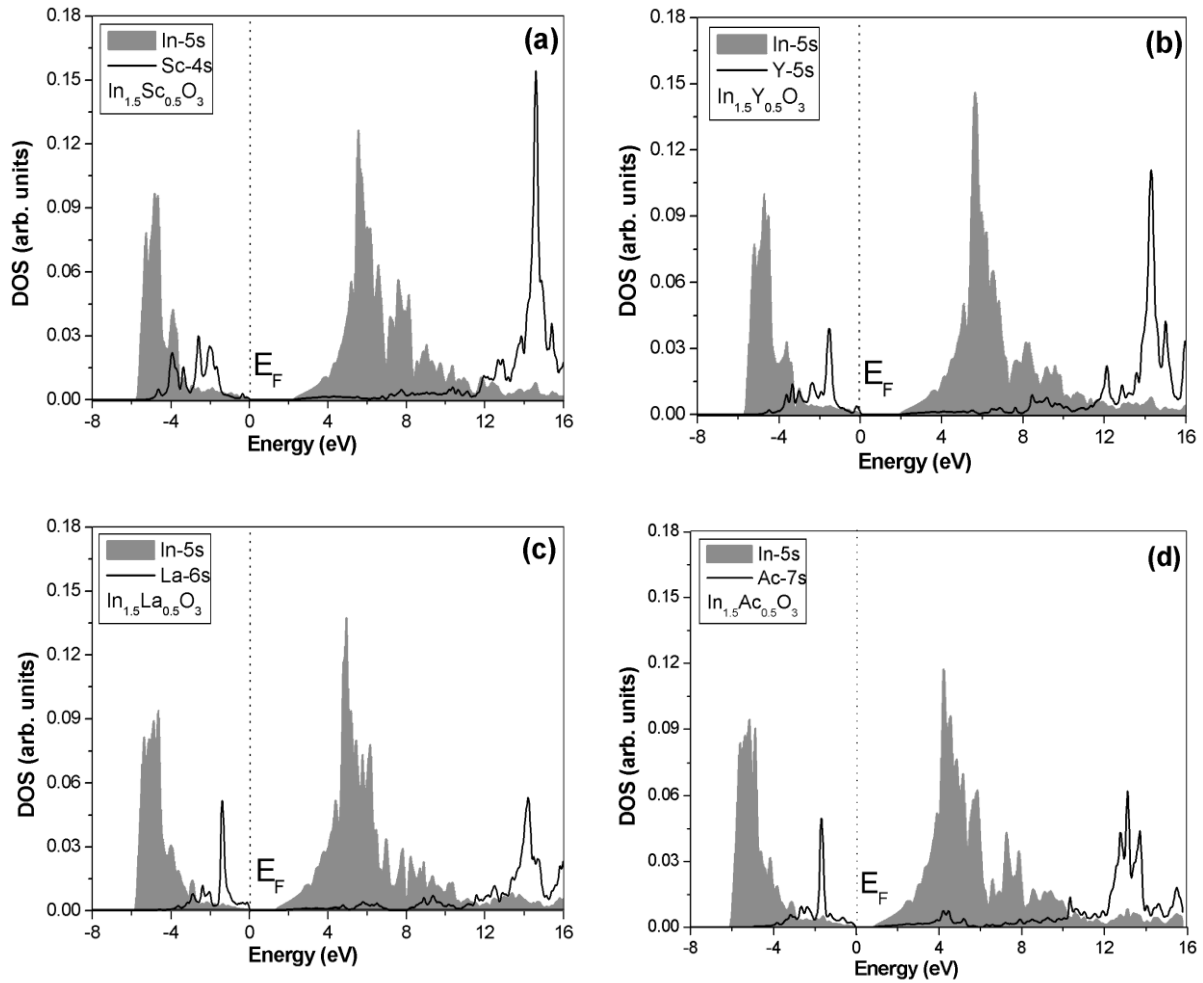 0.18
0.15
0.12
0.09
0.06
0.03
0.00
DOS (arb. units)
In-5s
Sc-4s
In1.5Sc0.5O3
(a)
EF
-8 -4 0 4 8 12 16
Energy (eV)
0.18
0.15
0.12
0.09
0.06
0.03
0.00
DOS (arb. units)
In-5s
Y-5s
In1.5Y0.5O3
(b)
EF
-8 -4 0 4 8 12 16
Energy (eV)
0.18
0.15
0.12
0.09
0.06
0.03
0.00
DOS (arb. units)
In-5s
La-6s
In1.5La0.5O3
(c)
EF
-8 -4 0 4 8 12 16
Energy (eV)
0.18
0.15
0.12
0.09
0.06
0.03
0.00
DOS (arb. units)
In-5s
Ac-7s
In1.5Ac0.5O3
(d)
EF
-8 -4 0 4 8 12 16
Energy (eV)